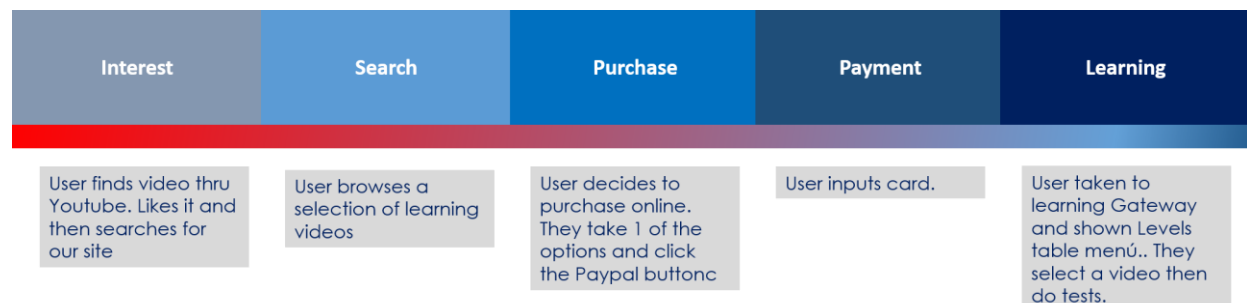 Interest
Search
Purchase
Payment
Learning
User finds video thru
Youtube. Likes it and
then searches for
our site
User browses a
selection of learning
videos
User decides to
purchase online.
They take 1 of the
options and click
the Paypal buttonc
User inputs card.
User taken to
learning Gateway
and shown Levels
table menú.. They
select a video then
do tests.